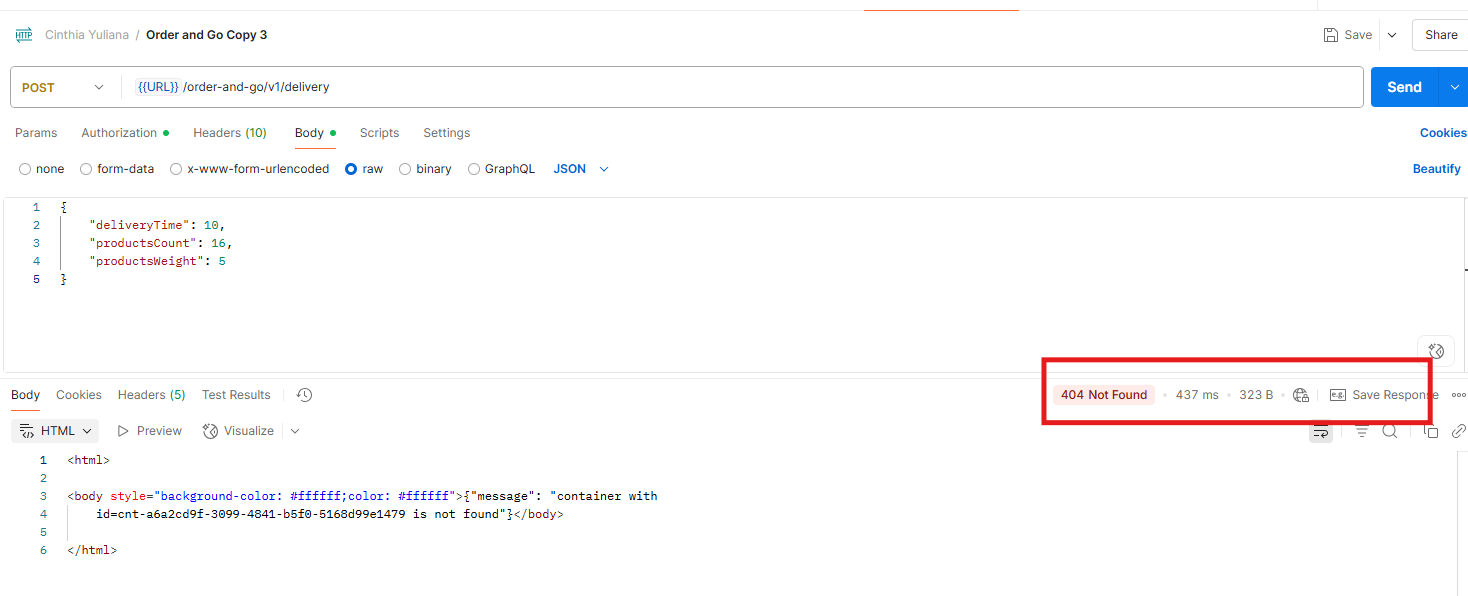 HTTP Cinthia Yuliana / Order and Go Copy 3 Save Share
POST {{URL}} /order-and-go/v1/delivery Send
Params Authorization Headers (10) Body Scripts Settings Cookies
none form-data x-www-form-urlencoded raw binary GraphQL JSON Beautify
1 {
2 "deliveryTime": 10,
3 "productsCount": 16,
4 "productsWeight": 5
5 }
Body Cookies Headers (5) Test Results 404 Not Found • 437 ms • 323 B e.g. Save Response
HTML Preview Visualize
1 <html>
2
3 <body style="background-color: #ffffff;color: #ffffff">{"message": "container with
4 id=cnt-a6a2cd9f-3099-4841-b5f0-5168d99e1479 is not found"}</body>
5
6 </html>